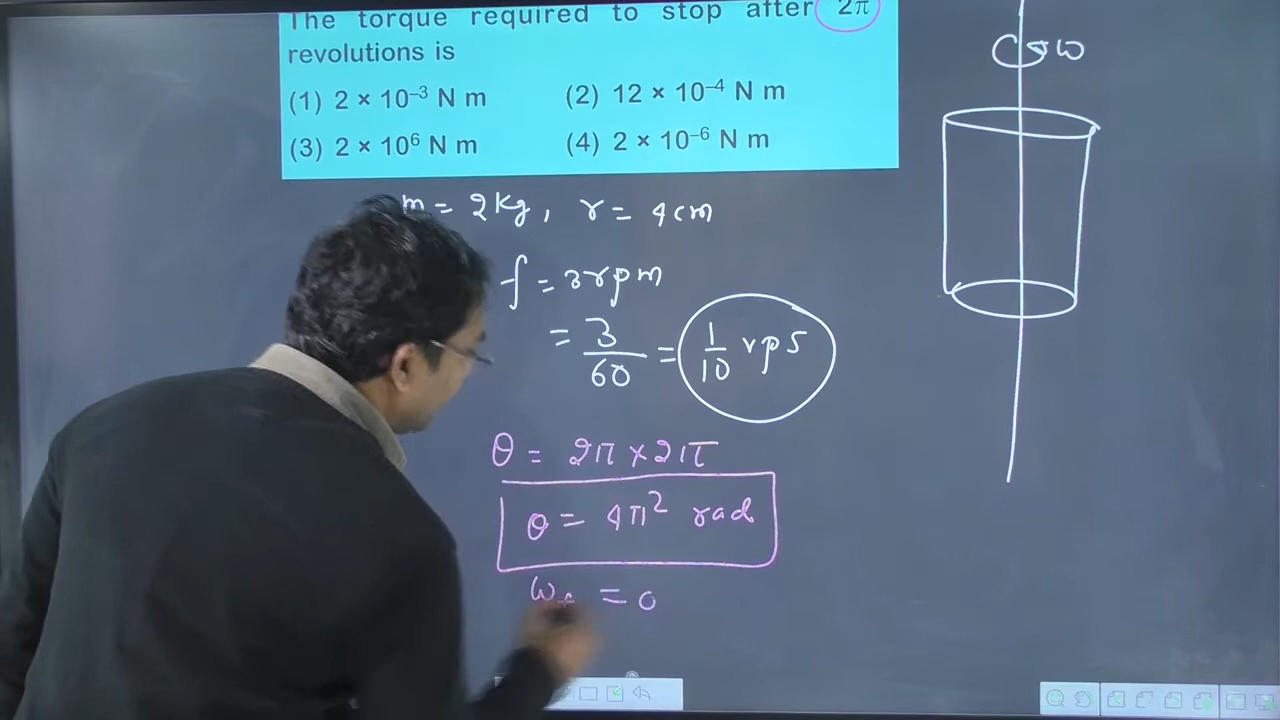 The torque required to stop after 2π
revolutions is
(1) 2 × 10⁻³ N m (2) 12 × 10⁻⁴ N m
(3) 2 × 10⁶ N m (4) 2 × 10⁻⁶ N m
m = 2kg, r = 4cm
f = 3rpm
= 3/60 = 1/10 rps
θ = 2π × 2π
θ = 4π² rad
ω = 0
ω